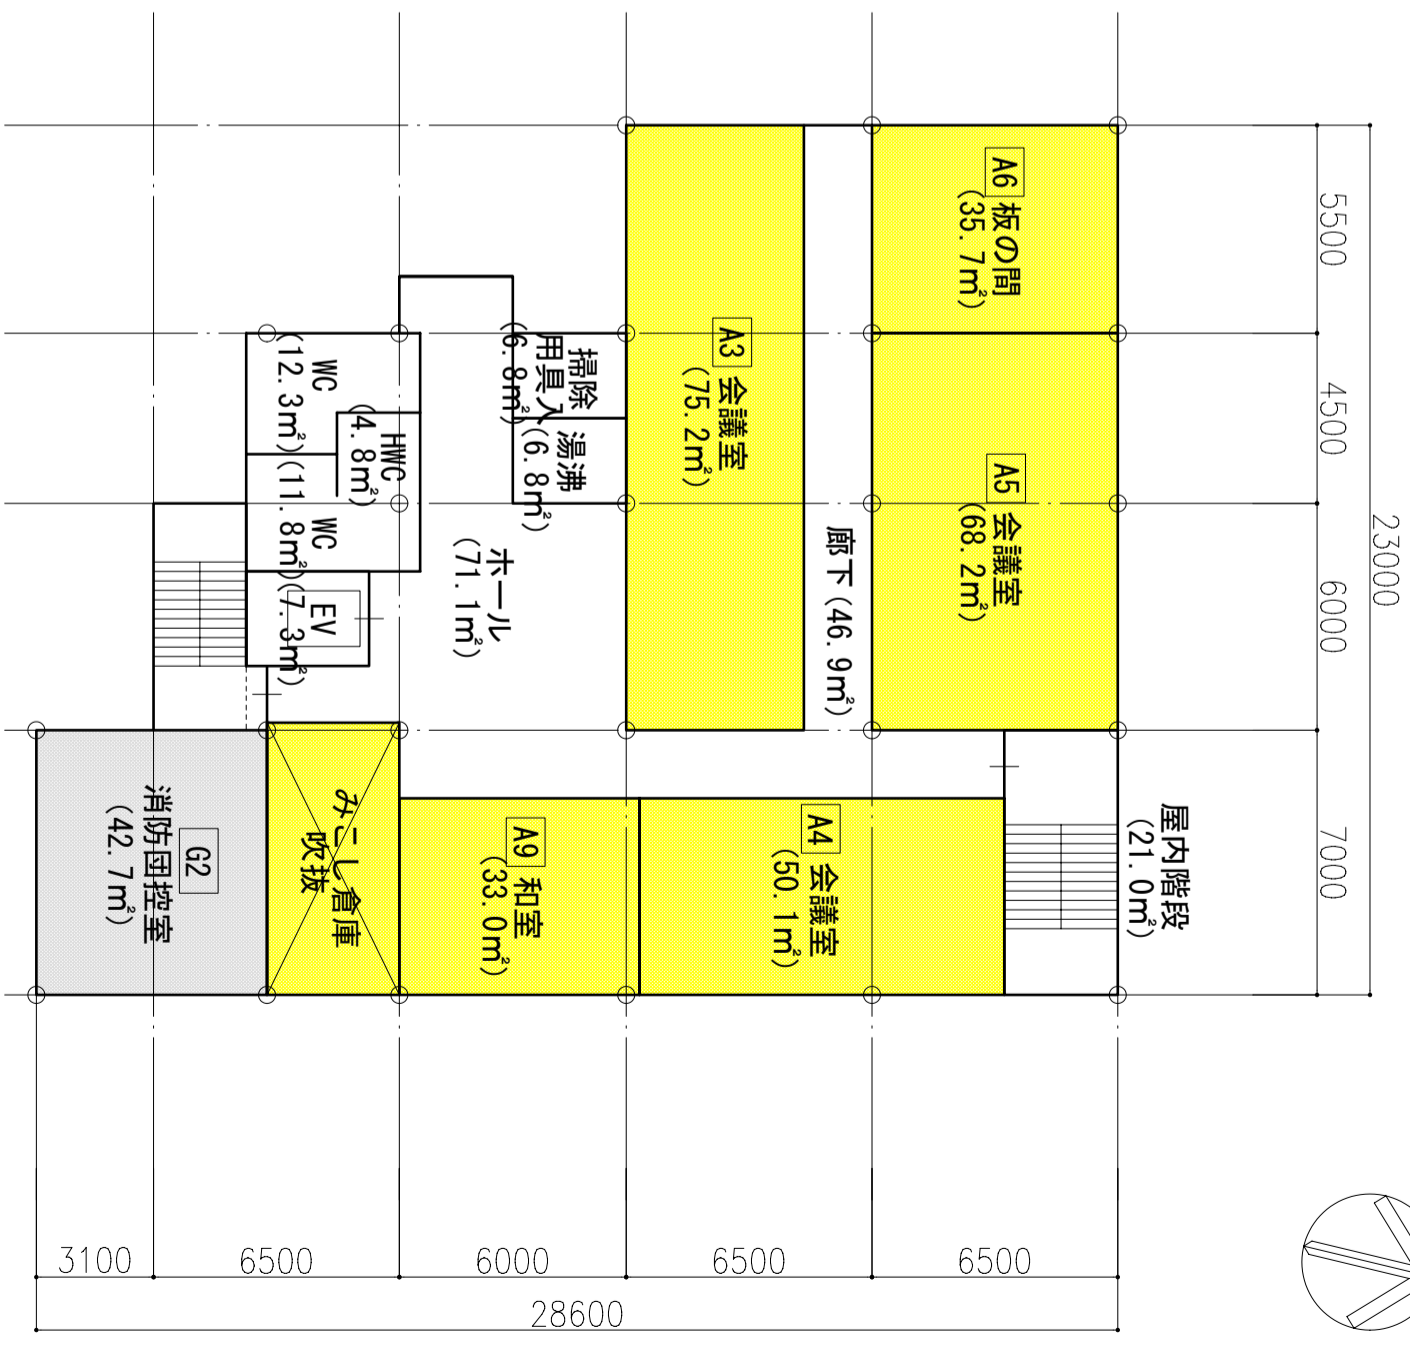 A6 板の間
(35.7㎡)
A3 会議室
(75.2㎡)
A5 会議室
(68.2㎡)
掃除
用具入
(6.8㎡)
湯沸
(6.8㎡)
WC
(12.3㎡)
HWC
(4.8㎡)
WC
(11.8㎡)
EV
(7.3㎡)
ホール
(71.1㎡)
廊下(46.9㎡)
屋内階段
(21.0㎡)
A4 会議室
(50.1㎡)
A9 和室
(33.0㎡)
みこし倉庫
吹抜
G2
消防団控室
(42.7㎡)
5500
4500
6000
7000
23000
3100
6500
6000
6500
6500
28600